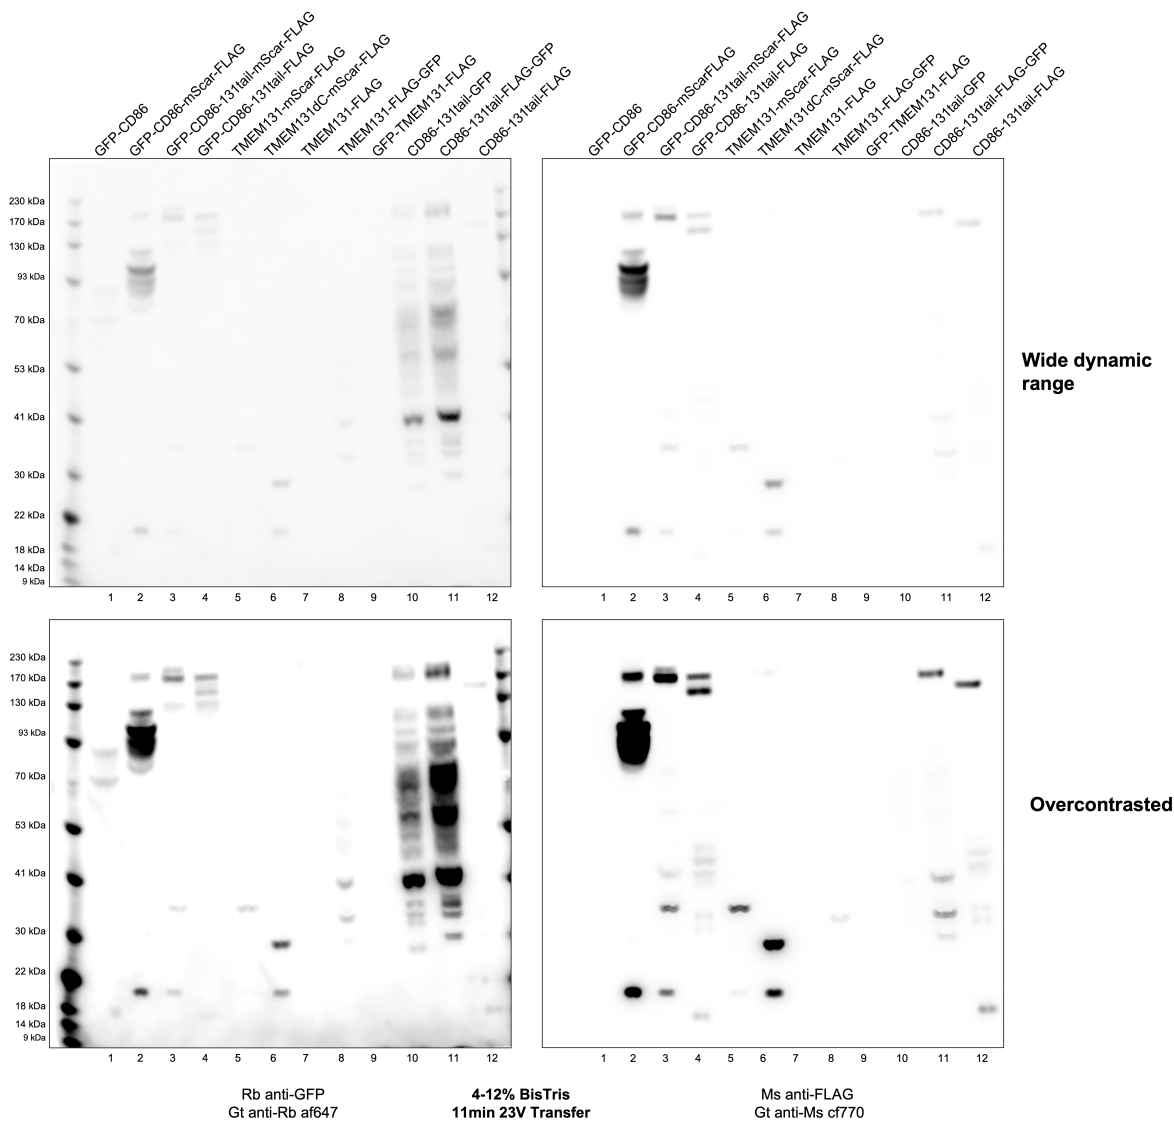 GFP-CD86
GFP-CD86-mScar-FLAG
GFP-CD86-131tail-mScar-FLAG
GFP-CD86-131tail-FLAG
TMEM131-mScar-FLAG
TMEM131dC-mScar-FLAG
TMEM131-FLAG
TMEM131-FLAG-GFP
GFP-TMEM131-FLAG
CD86-131tail-GFP
CD86-131tail-FLAG-GFP
CD86-131tail-FLAG
GFP-CD86
GFP-CD86-mScarFLAG
GFP-CD86-131tail-mScar-FLAG
GFP-CD86-131tail-FLAG
TMEM131-mScar-FLAG
TMEM131dC-mScar-FLAG
TMEM131-FLAG
TMEM131-FLAG-GFP
GFP-TMEM131-FLAG
CD86-131tail-GFP
CD86-131tail-FLAG-GFP
CD86-131tail-FLAG
230 kDa
170 kDa
130 kDa
93 kDa
70 kDa
53 kDa
41 kDa
30 kDa
22 kDa
18 kDa
14 kDa
9 kDa
Wide dynamic
range
1 2 3 4 5 6 7 8 9 10 11 12
1 2 3 4 5 6 7 8 9 10 11 12
230 kDa
170 kDa
130 kDa
93 kDa
70 kDa
53 kDa
41 kDa
30 kDa
22 kDa
18 kDa
14 kDa
9 kDa
Overcontrasted
1 2 3 4 5 6 7 8 9 10 11 12
1 2 3 4 5 6 7 8 9 10 11 12
Rb anti-GFP
Gt anti-Rb af647
4-12% BisTris
11min 23V Transfer
Ms anti-FLAG
Gt anti-Ms cf770